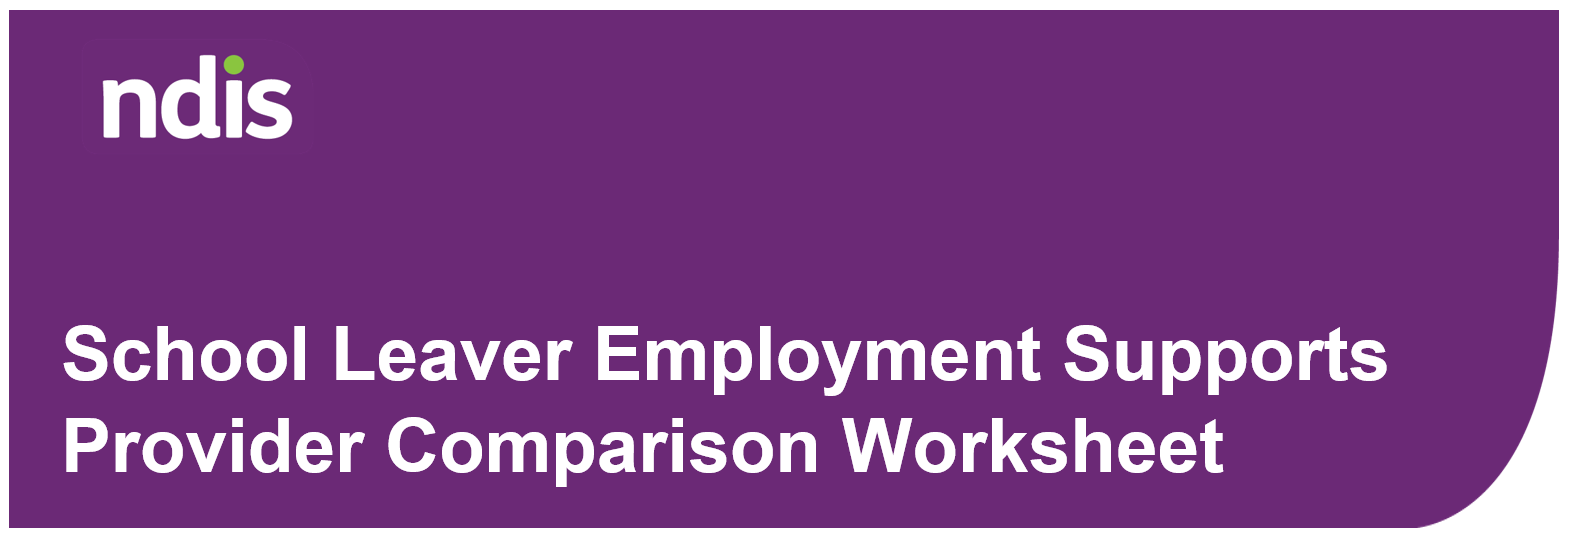 ndis
School Leaver Employment Supports
Provider Comparison Worksheet